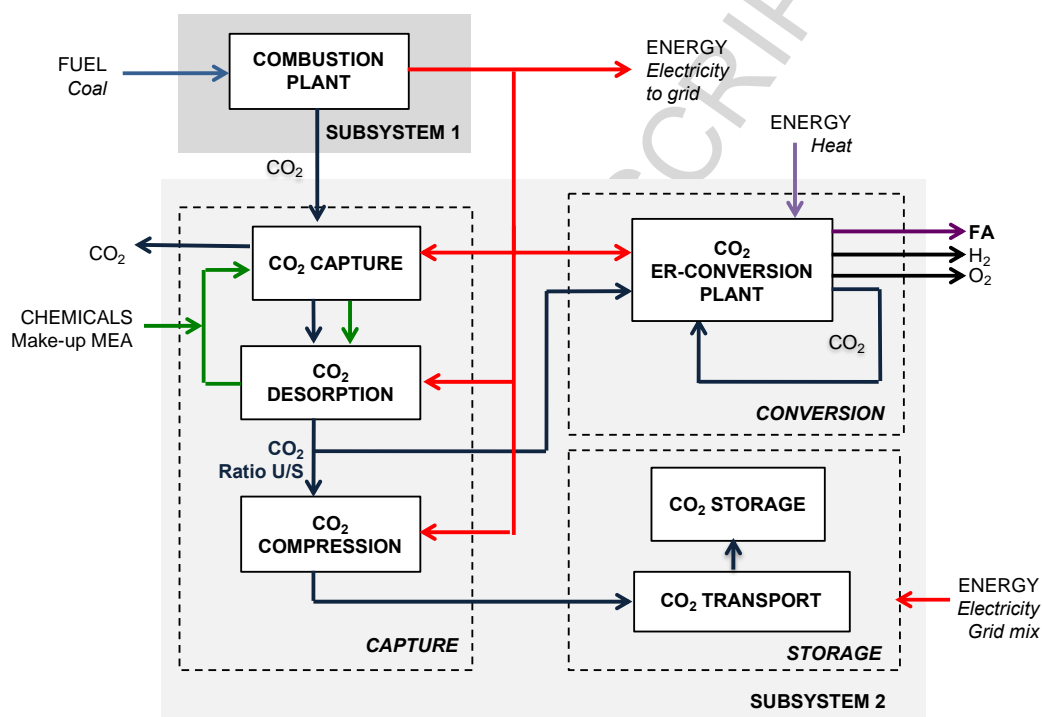 COMBUSTION
PLANT
SUBSYSTEM 1
FUEL
Coal
ENERGY
Electricity
to grid
ENERGY
Heat
CO₂
CO₂
CO₂ CAPTURE
CHEMICALS
Make-up MEA
CO₂
DESORPTION
CO₂
Ratio U/S
CO₂
COMPRESSION
CAPTURE
CO₂
ER-CONVERSION
PLANT
FA
H₂
O₂
CO₂
CONVERSION
CO₂ STORAGE
CO₂ TRANSPORT
STORAGE
ENERGY
Electricity
Grid mix
SUBSYSTEM 2